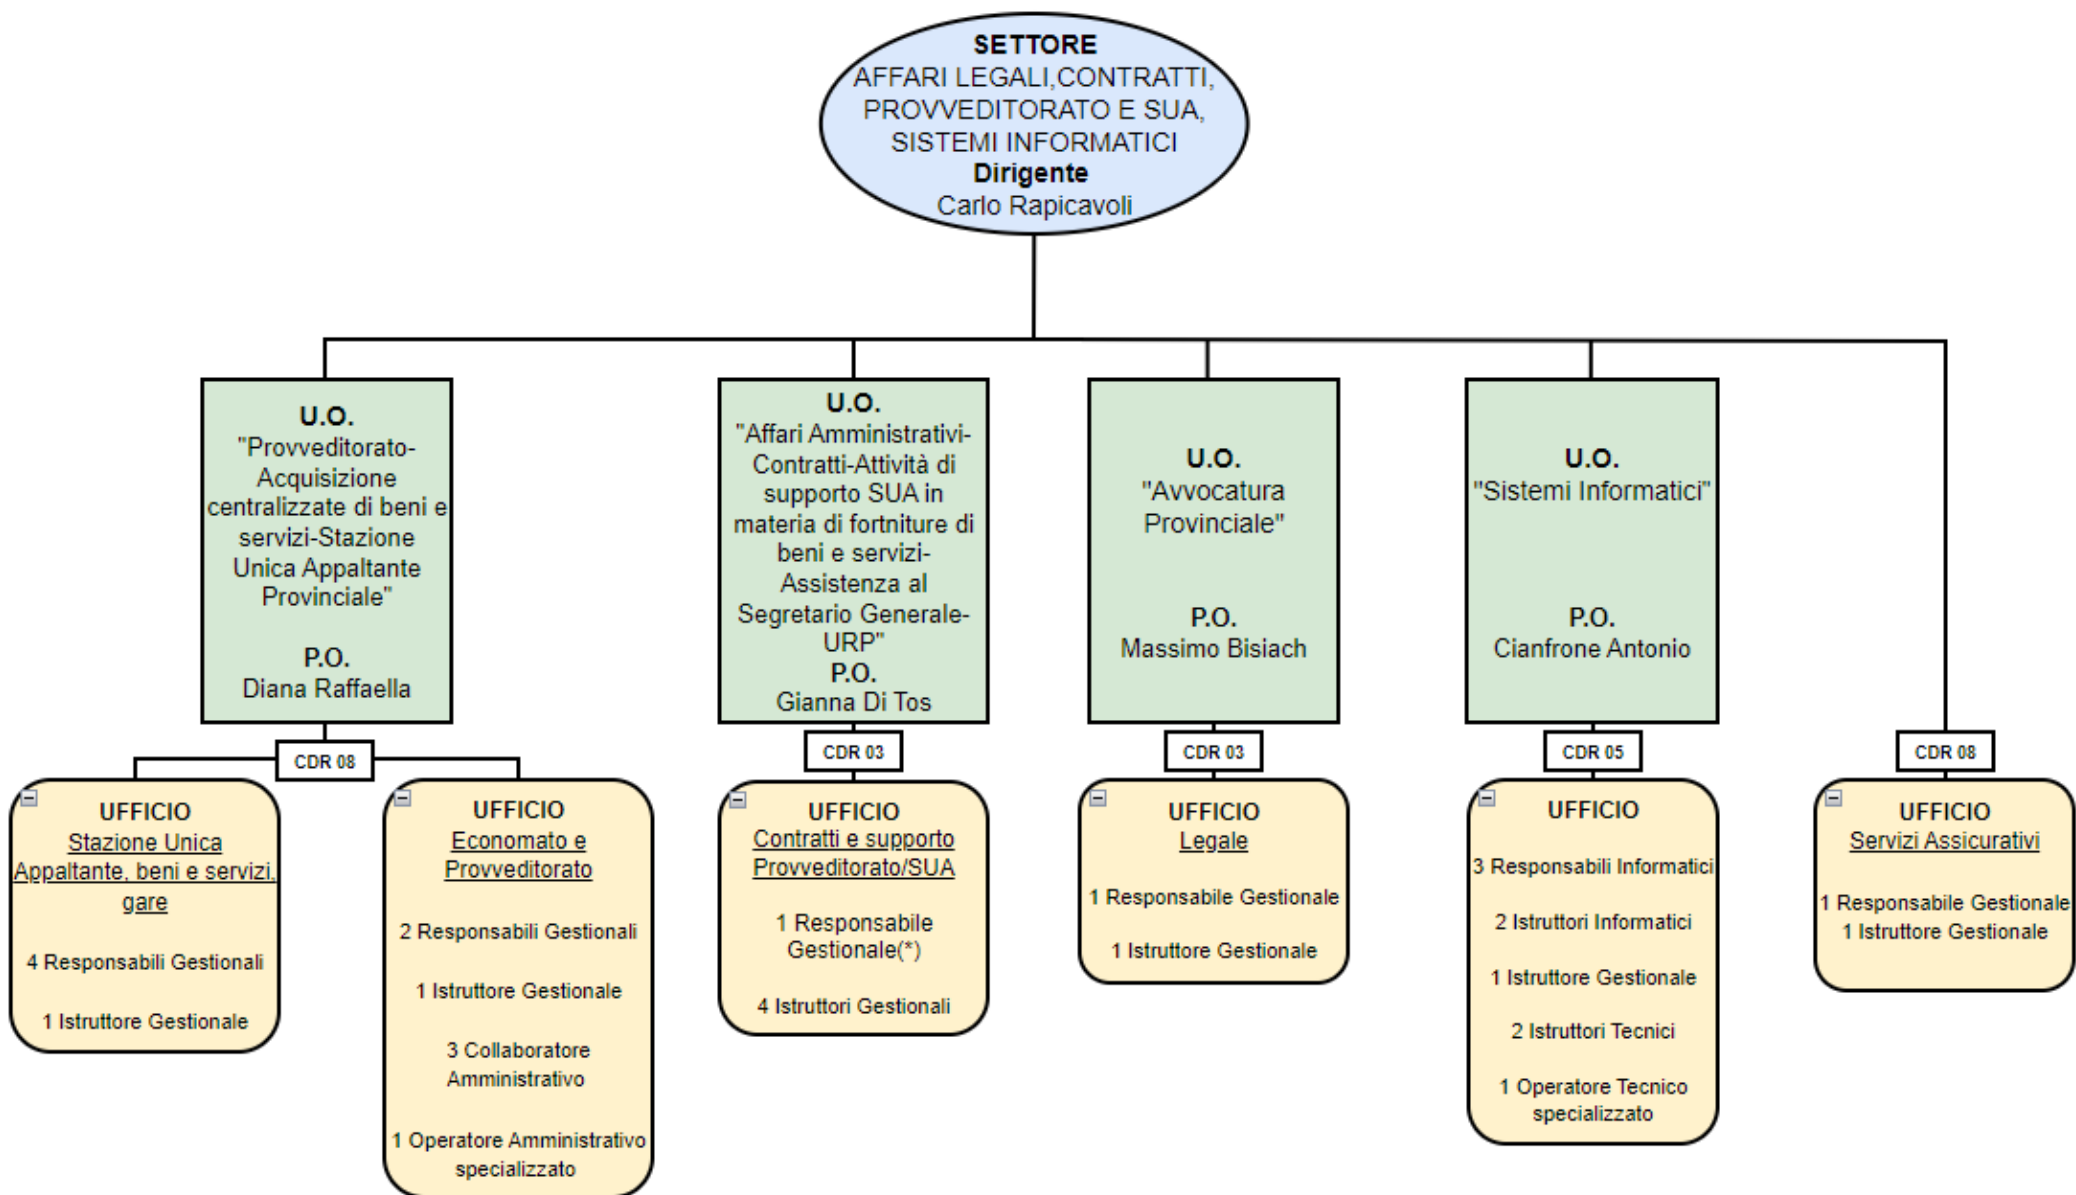 SETTORE
AFFARI LEGALI,CONTRATTI,
PROVVEDITORATO E SUA,
SISTEMI INFORMATICI
Dirigente
Carlo Rapicavoli
U.O.
"Provveditorato-
Acquisizione
centralizzate di beni e
servizi-Stazione
Unica Appaltante
Provinciale"
P.O.
Diana Raffaella
U.O.
"Affari Amministrativi-
Contratti-Attività di
supporto SUA in
materia di fortniture di
beni e servizi-
Assistenza al
Segretario Generale-
URP"
P.O.
Gianna Di Tos
U.O.
"Avvocatura
Provinciale"
P.O.
Massimo Bisiach
U.O.
"Sistemi Informatici"
P.O.
Cianfrone Antonio
CDR 08
CDR 03
CDR 03
CDR 05
CDR 08
UFFICIO
Stazione Unica
Appaltante, beni e servizi,
gare
4 Responsabili Gestionali
1 Istruttore Gestionale
UFFICIO
Economato e
Provveditorato
2 Responsabili Gestionali
1 Istruttore Gestionale
3 Collaboratore
Amministrativo
1 Operatore Amministrativo
specializzato
UFFICIO
Contratti e supporto
Provveditorato/SUA
1 Responsabile
Gestionale(*)
4 Istruttori Gestionali
UFFICIO
Legale
1 Responsabile Gestionale
1 Istruttore Gestionale
UFFICIO
3 Responsabili Informatici
2 Istruttori Informatici
1 Istruttore Gestionale
2 Istruttori Tecnici
1 Operatore Tecnico
specializzato
UFFICIO
Servizi Assicurativi
1 Responsabile Gestionale
1 Istruttore Gestionale